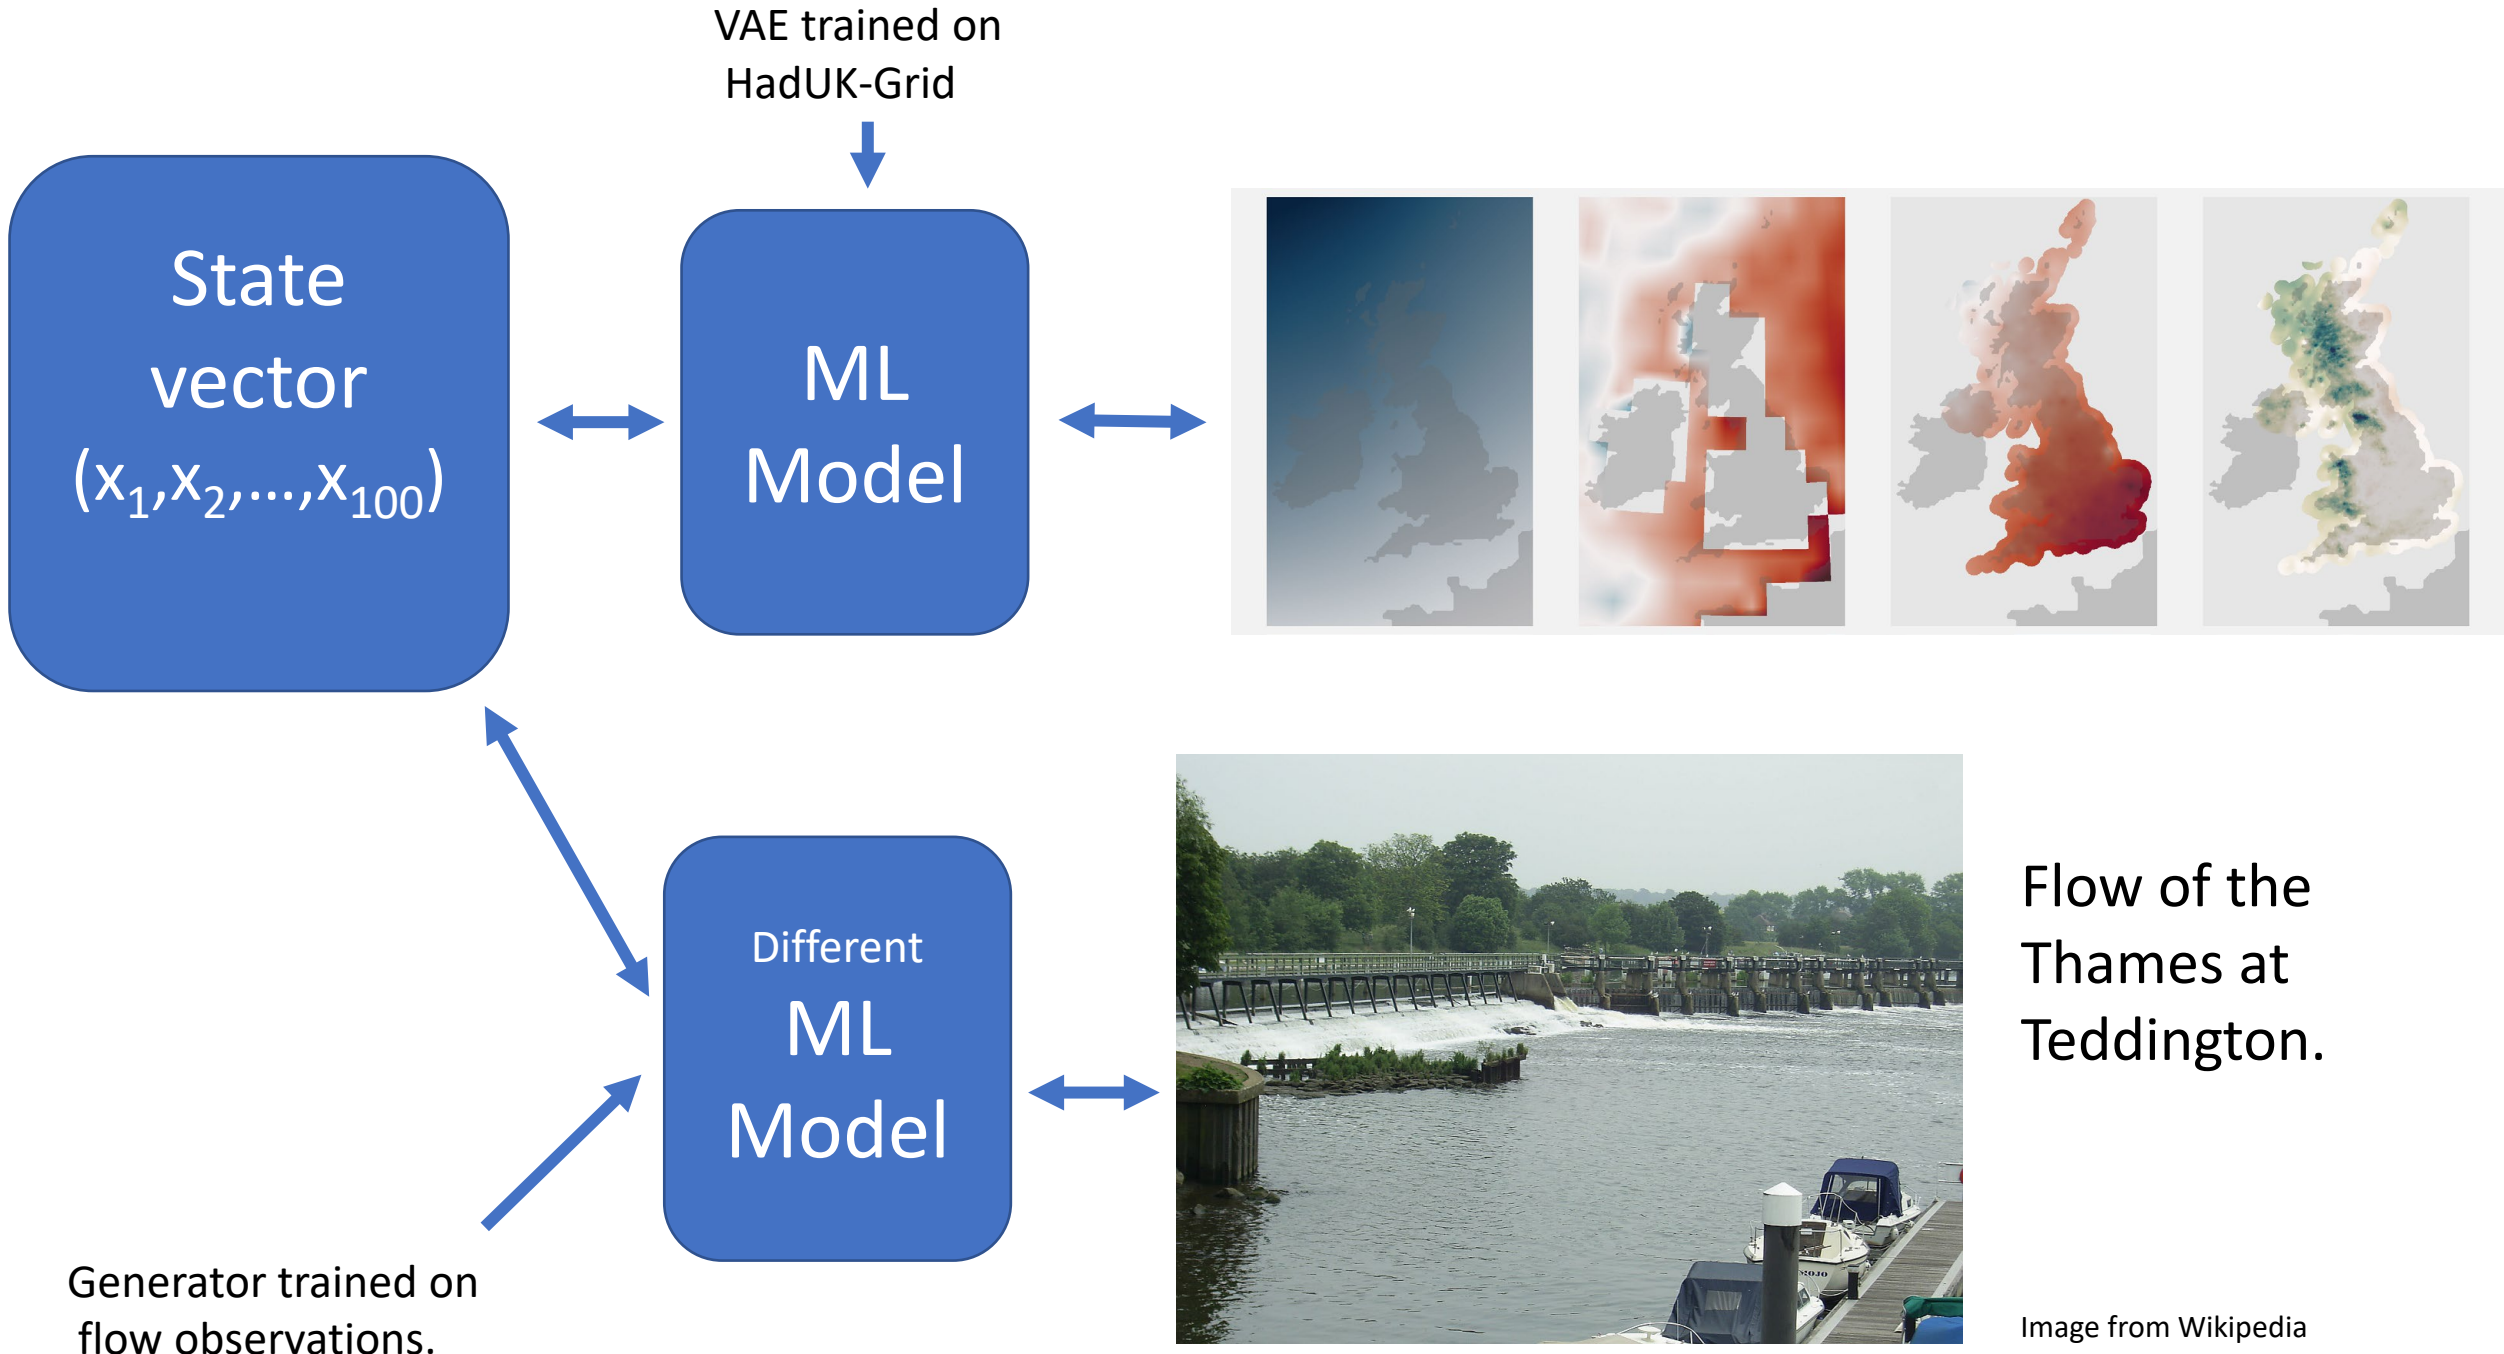 VAE trained on
HadUK-Grid
State
vector
(x₁,x₂,...,x₁₀₀)
ML
Model
Different
ML
Model
Flow of the
Thames at
Teddington.
Generator trained on
flow observations.
Image from Wikipedia